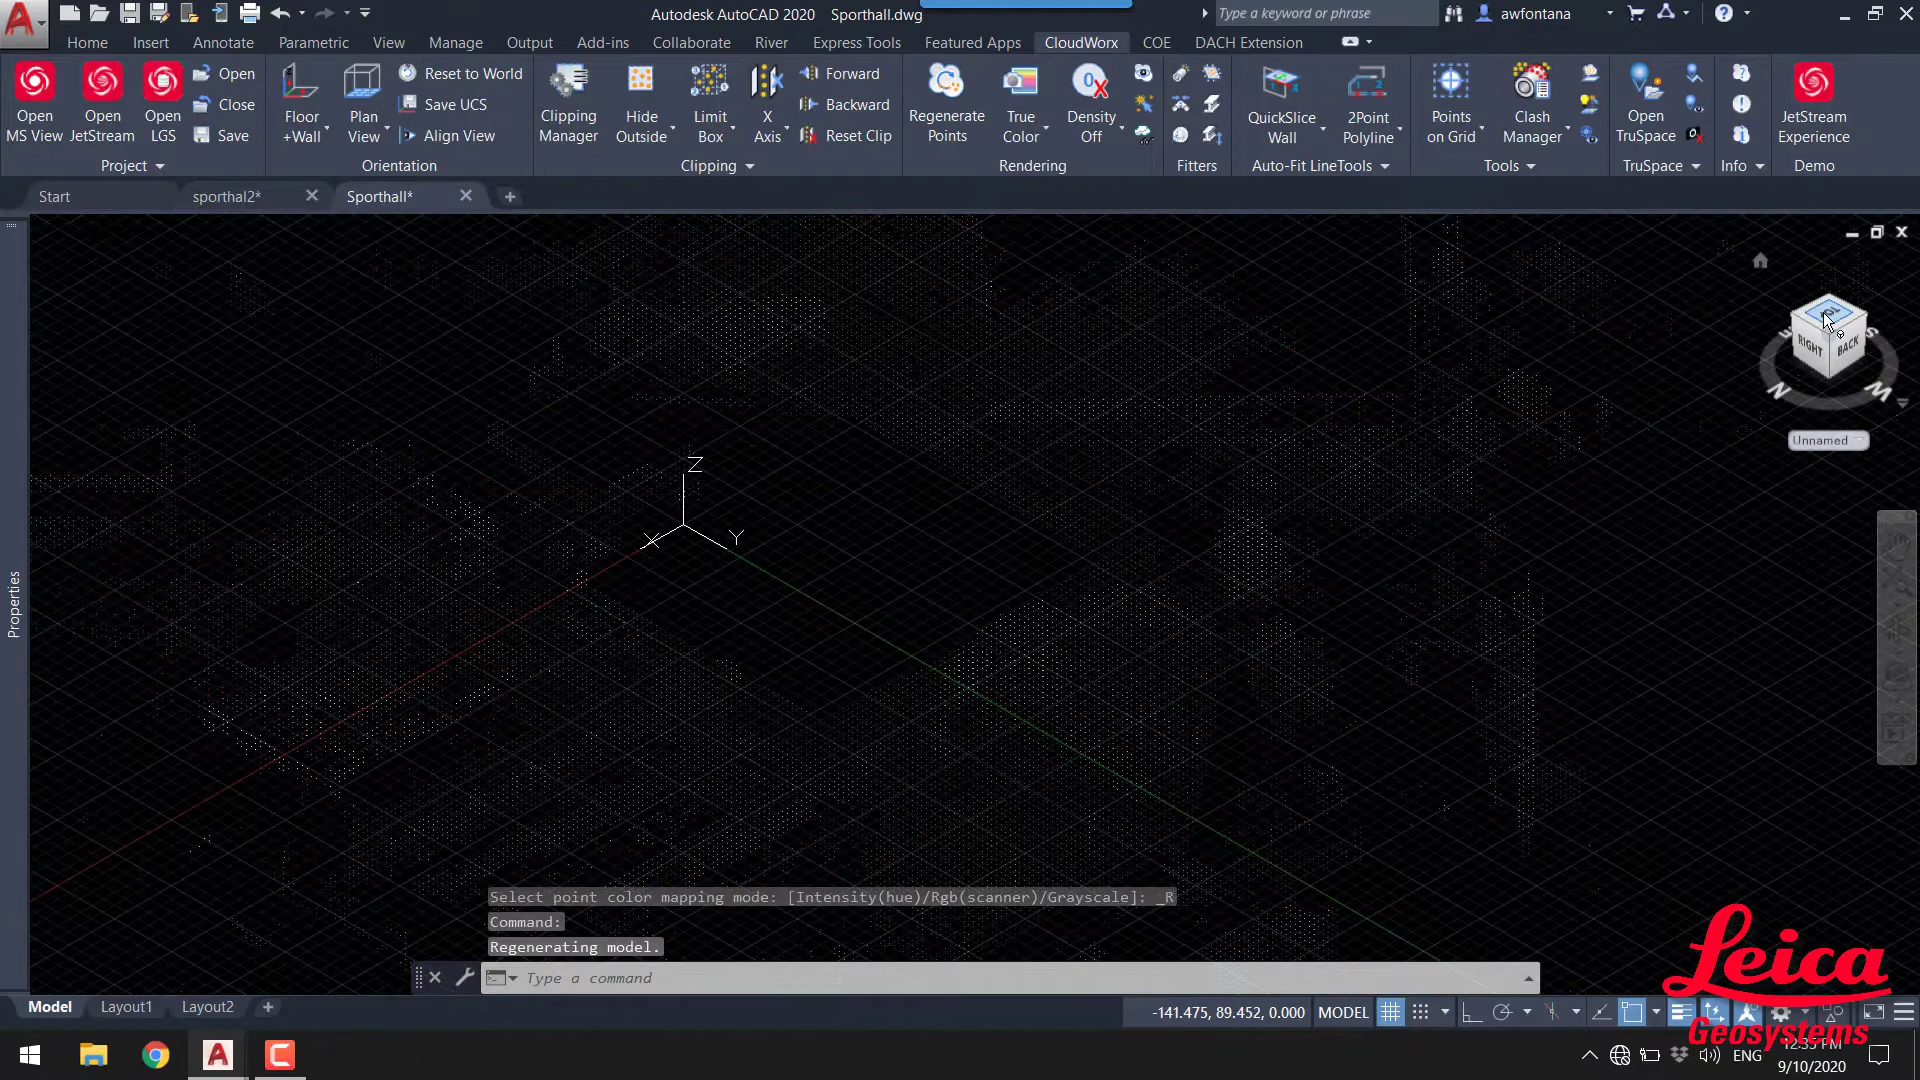 Autodesk AutoCAD 2020 Sporthall.dwg
Type a keyword or phrase
awfontana
Home Insert Annotate Parametric View Manage Output Add-ins Collaborate River Express Tools Featured Apps CloudWorx COE DACH Extension
Open MS View
Open JetStream
Open LGS
Open
Close
Save
Floor +Wall
Plan View
Reset to World
Save UCS
Align View
Clipping Manager
Hide Outside
Limit Box
X Axis
Forward
Backward
Reset Clip
Regenerate Points
True Color
Density Off
QuickSlice Wall
2Point Polyline
Points on Grid
Clash Manager
Open TruSpace
JetStream Experience
Project Orientation Clipping Rendering Fitters Auto-Fit LineTools Tools TruSpace Info Demo
Start sporthal2* Sporthall*
TOP
RIGHT BACK
N
Unnamed
Z
X Y
Properties
Select point color mapping mode: [Intensity(hue)/Rgb(scanner)/Grayscale]: _R
Command:
Regenerating model.
Type a command
Leica
Geosystems
Model Layout1 Layout2
-141.475, 89.452, 0.000 MODEL
ENG
12:35 PM
9/10/2020